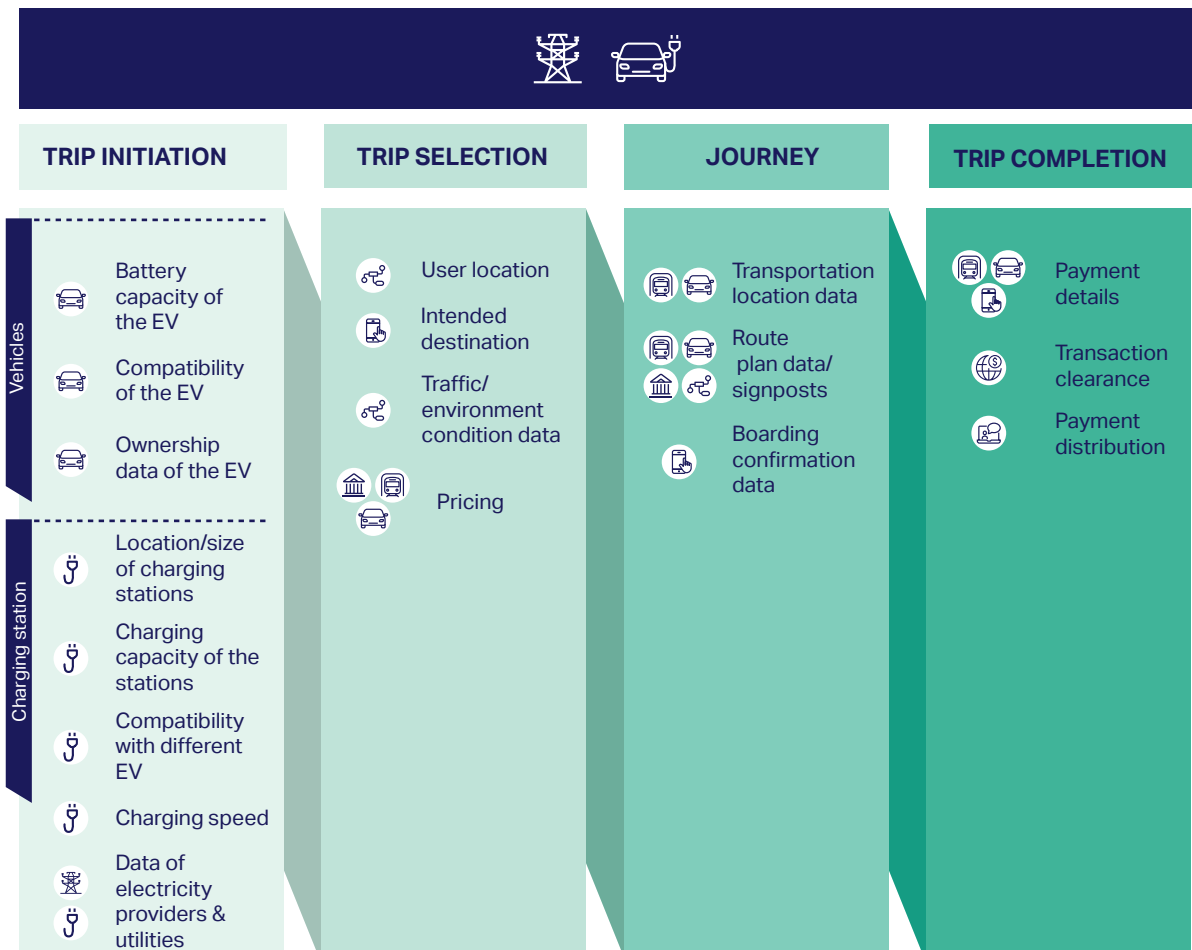 TRIP INITIATION
TRIP SELECTION
JOURNEY
TRIP COMPLETION
Vehicles
Battery
capacity of
the EV
Compatibility
of the EV
Ownership
data of the EV
Charging station
Location/size
of charging
stations
Charging
capacity of the
stations
Compatibility
with different
EV
Charging speed
Data of
electricity
providers &
utilities
User location
Intended
destination
Traffic/
environment
condition data
Pricing
Transportation
location data
Route
plan data/
signposts
Boarding
confirmation
data
Payment
details
Transaction
clearance
Payment
distribution